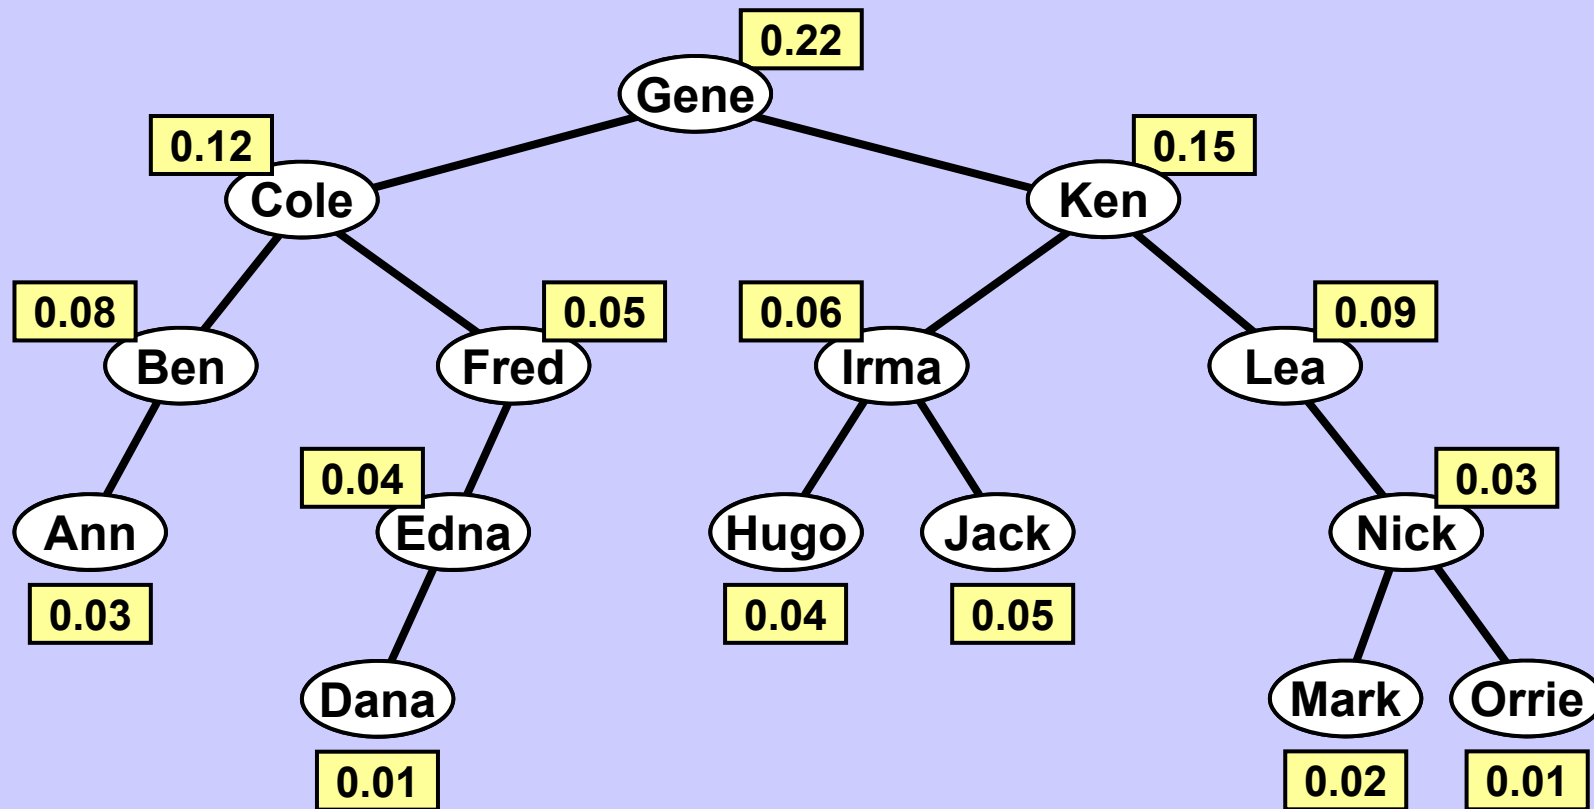 0.22
Gene
0.12
0.15
Cole
Ken
0.08
0.05
0.06
0.09
Ben
Fred
Irma
Lea
0.04
0.03
Ann
Edna
Hugo
Jack
Nick
0.03
0.04
0.05
Dana
Mark
Orrie
0.01
0.02
0.01